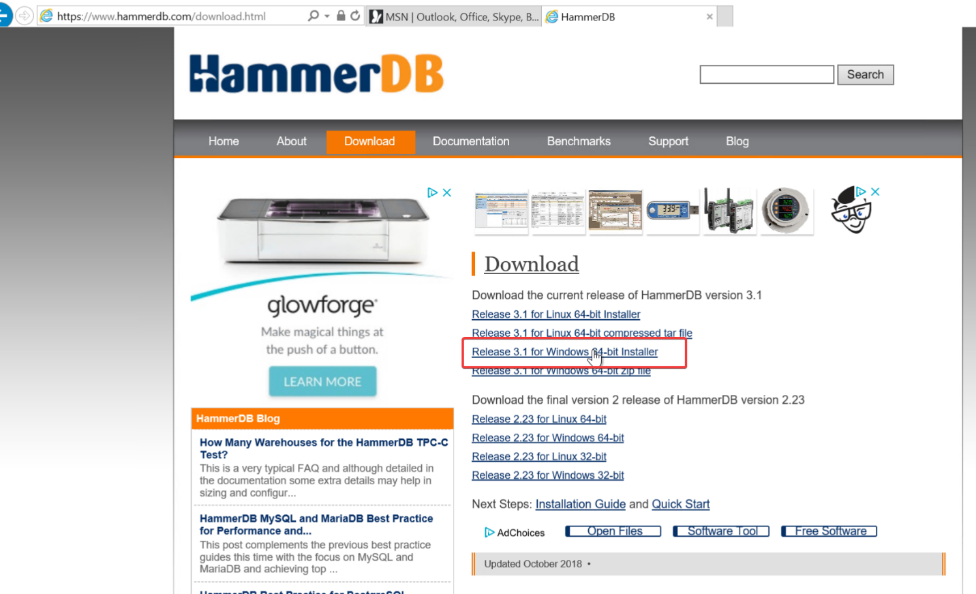 https://www.hammerdb.com/download.html
MSN | Outlook, Office, Skype, B...
HammerDB
HammerDB
Search
Home
About
Download
Documentation
Benchmarks
Support
Blog
glowforge
Make magical things at
the push of a button.
LEARN MORE
HammerDB Blog
How Many Warehouses for the HammerDB TPC-C
Test?
This is a very typical FAQ and although detailed in
the documentation some extra details may help in
sizing and configur...
HammerDB MySQL and MariaDB Best Practice
for Performance and...
This post complements the previous best practice
guides this time with the focus on MySQL and
MariaDB and achieving top ...
HammerDB Best Practice for PostgreSQL
Download
Download the current release of HammerDB version 3.1
Release 3.1 for Linux 64-bit Installer
Release 3.1 for Linux 64-bit compressed tar file
Release 3.1 for Windows 64-bit Installer
Release 3.1 for Windows 64-bit zip file
Download the final version 2 release of HammerDB version 2.23
Release 2.23 for Linux 64-bit
Release 2.23 for Windows 64-bit
Release 2.23 for Linux 32-bit
Release 2.23 for Windows 32-bit
Next Steps: Installation Guide and Quick Start
AdChoices
Open Files
Software Tool
Free Software
Updated October 2018 •